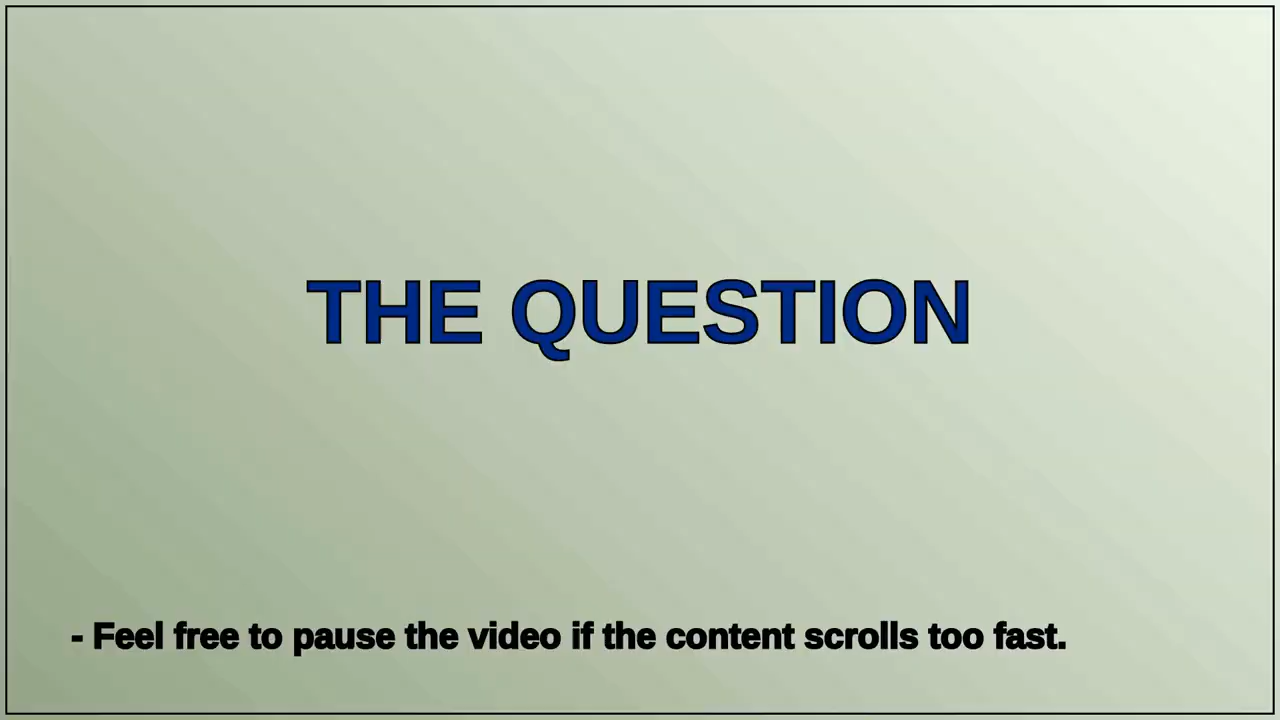 THE QUESTION
- Feel free to pause the video if the content scrolls too fast.